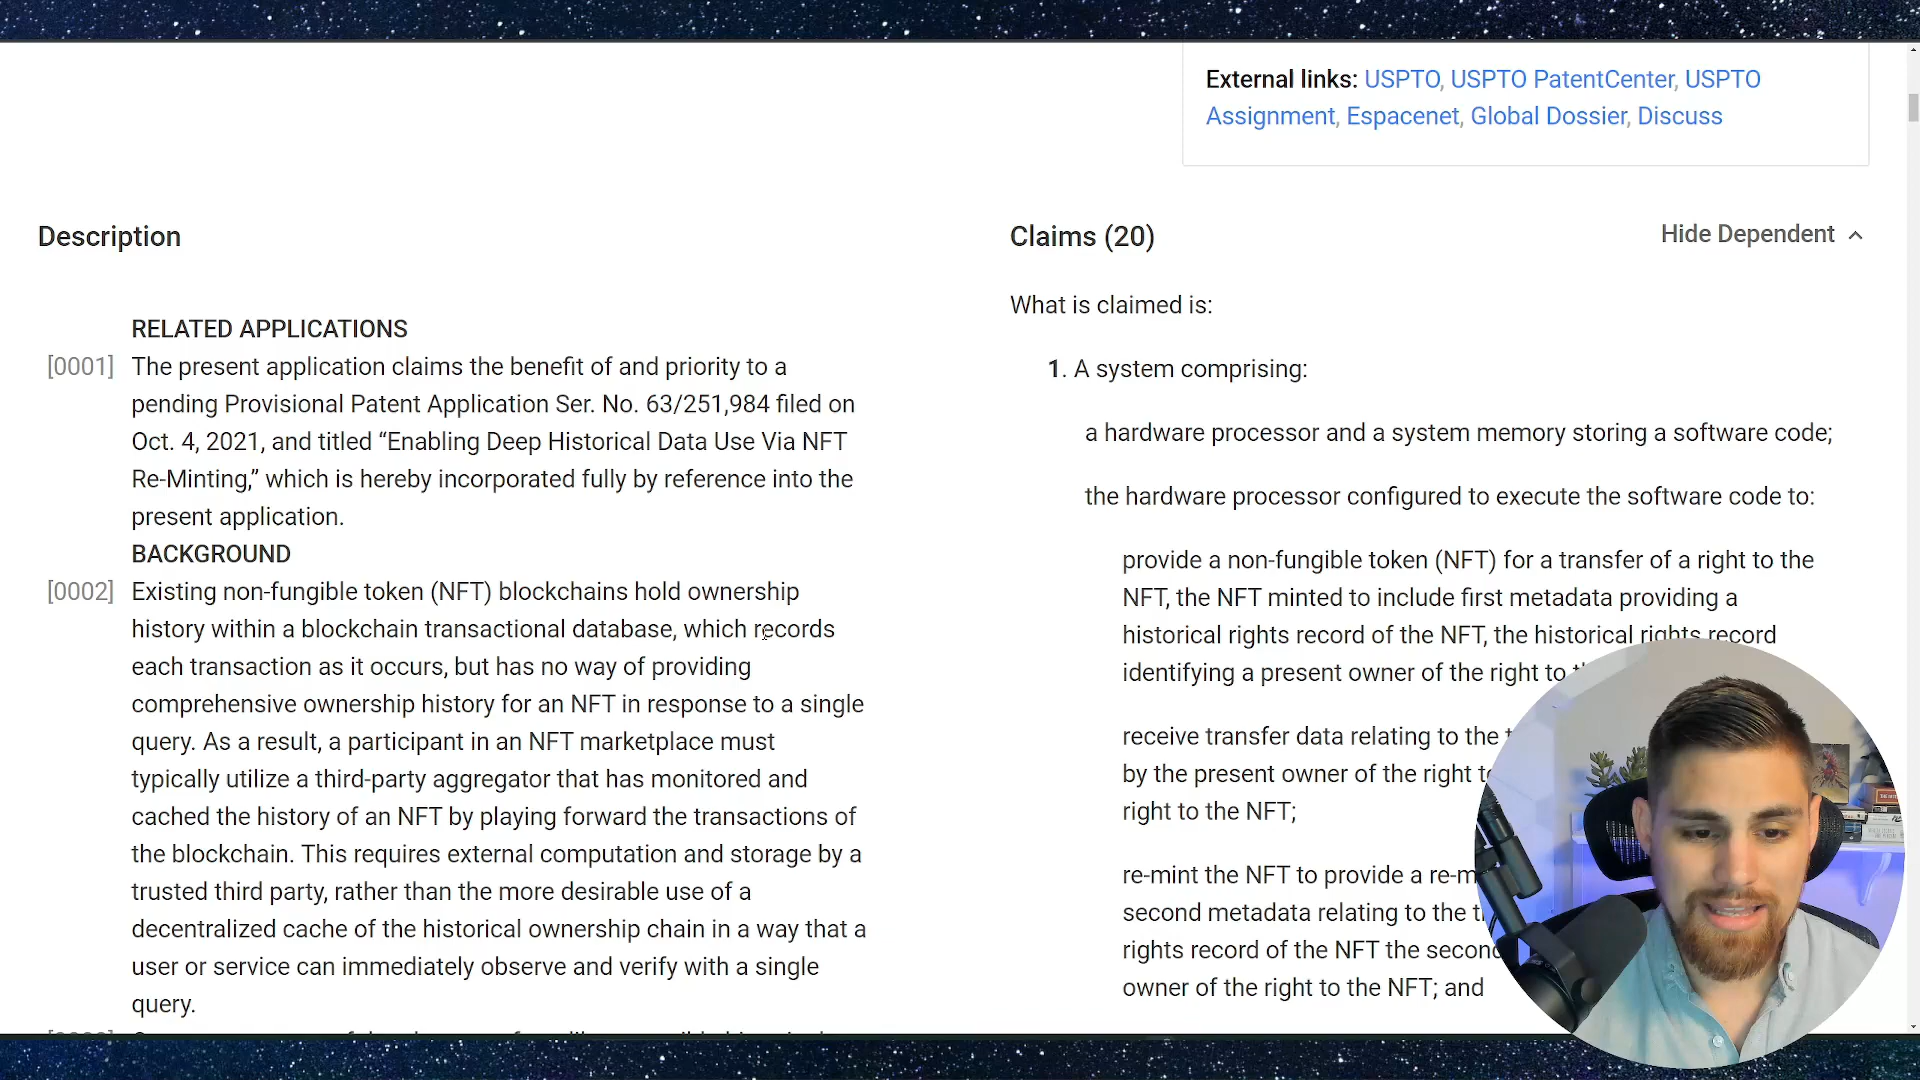 External links: USPTO, USPTO PatentCenter, USPTO
Assignment, Espacenet, Global Dossier, Discuss
Description
RELATED APPLICATIONS
[0001] The present application claims the benefit of and priority to a
pending Provisional Patent Application Ser. No. 63/251,984 filed on
Oct. 4, 2021, and titled “Enabling Deep Historical Data Use Via NFT
Re-Minting,” which is hereby incorporated fully by reference into the
present application.
BACKGROUND
[0002] Existing non-fungible token (NFT) blockchains hold ownership
history within a blockchain transactional database, which records
each transaction as it occurs, but has no way of providing
comprehensive ownership history for an NFT in response to a single
query. As a result, a participant in an NFT marketplace must
typically utilize a third-party aggregator that has monitored and
cached the history of an NFT by playing forward the transactions of
the blockchain. This requires external computation and storage by a
trusted third party, rather than the more desirable use of a
decentralized cache of the historical ownership chain in a way that a
user or service can immediately observe and verify with a single
query.
Claims (20)
Hide Dependent
What is claimed is:
1. A system comprising:
a hardware processor and a system memory storing a software code;
the hardware processor configured to execute the software code to:
provide a non-fungible token (NFT) for a transfer of a right to the
NFT, the NFT minted to include first metadata providing a
historical rights record of the NFT, the historical rights record
identifying a present owner of the right to
receive transfer data relating to the
by the present owner of the right
right to the NFT;
re-mint the NFT to provide a
second metadata relating to the
rights record of the NFT the
owner of the right to the NFT; and